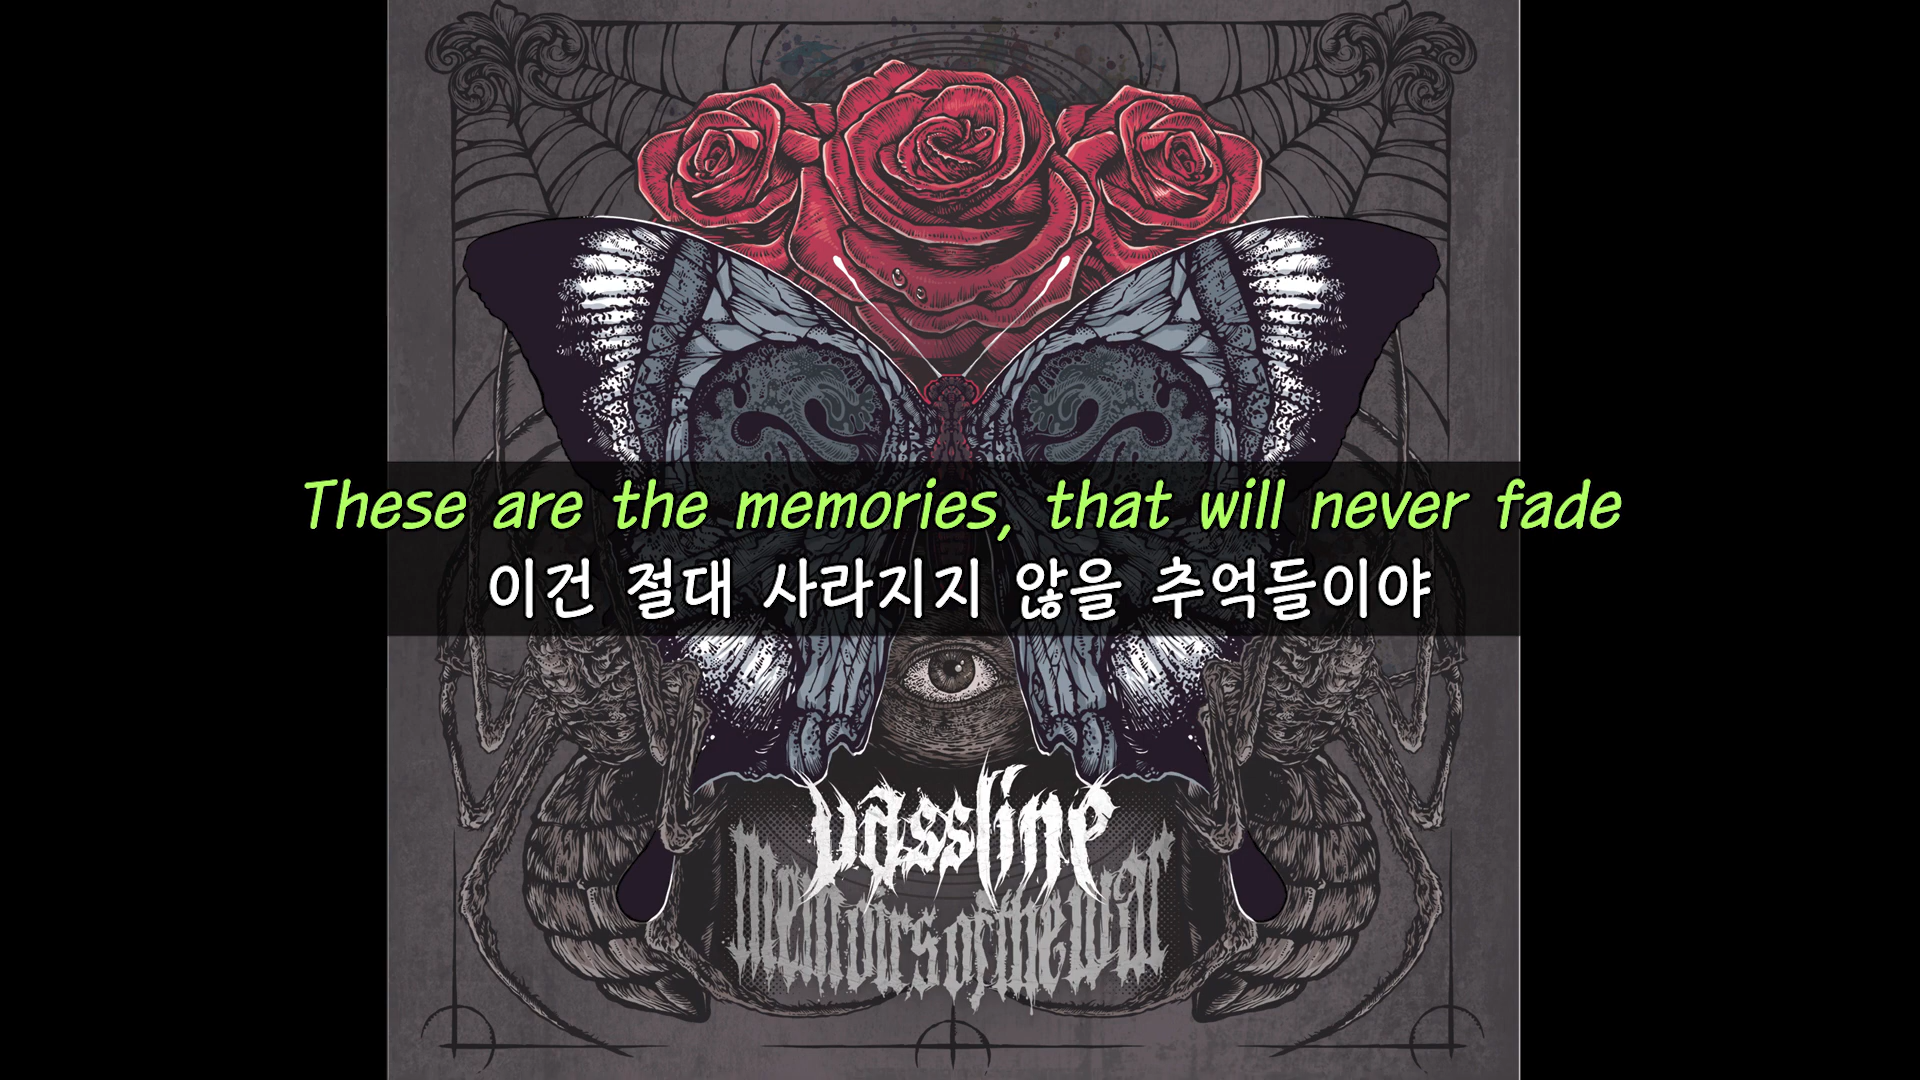 These are the memories, that will never fade
이건 절대 사라지지 않을 추억들이야
vassline
memoirs of the war